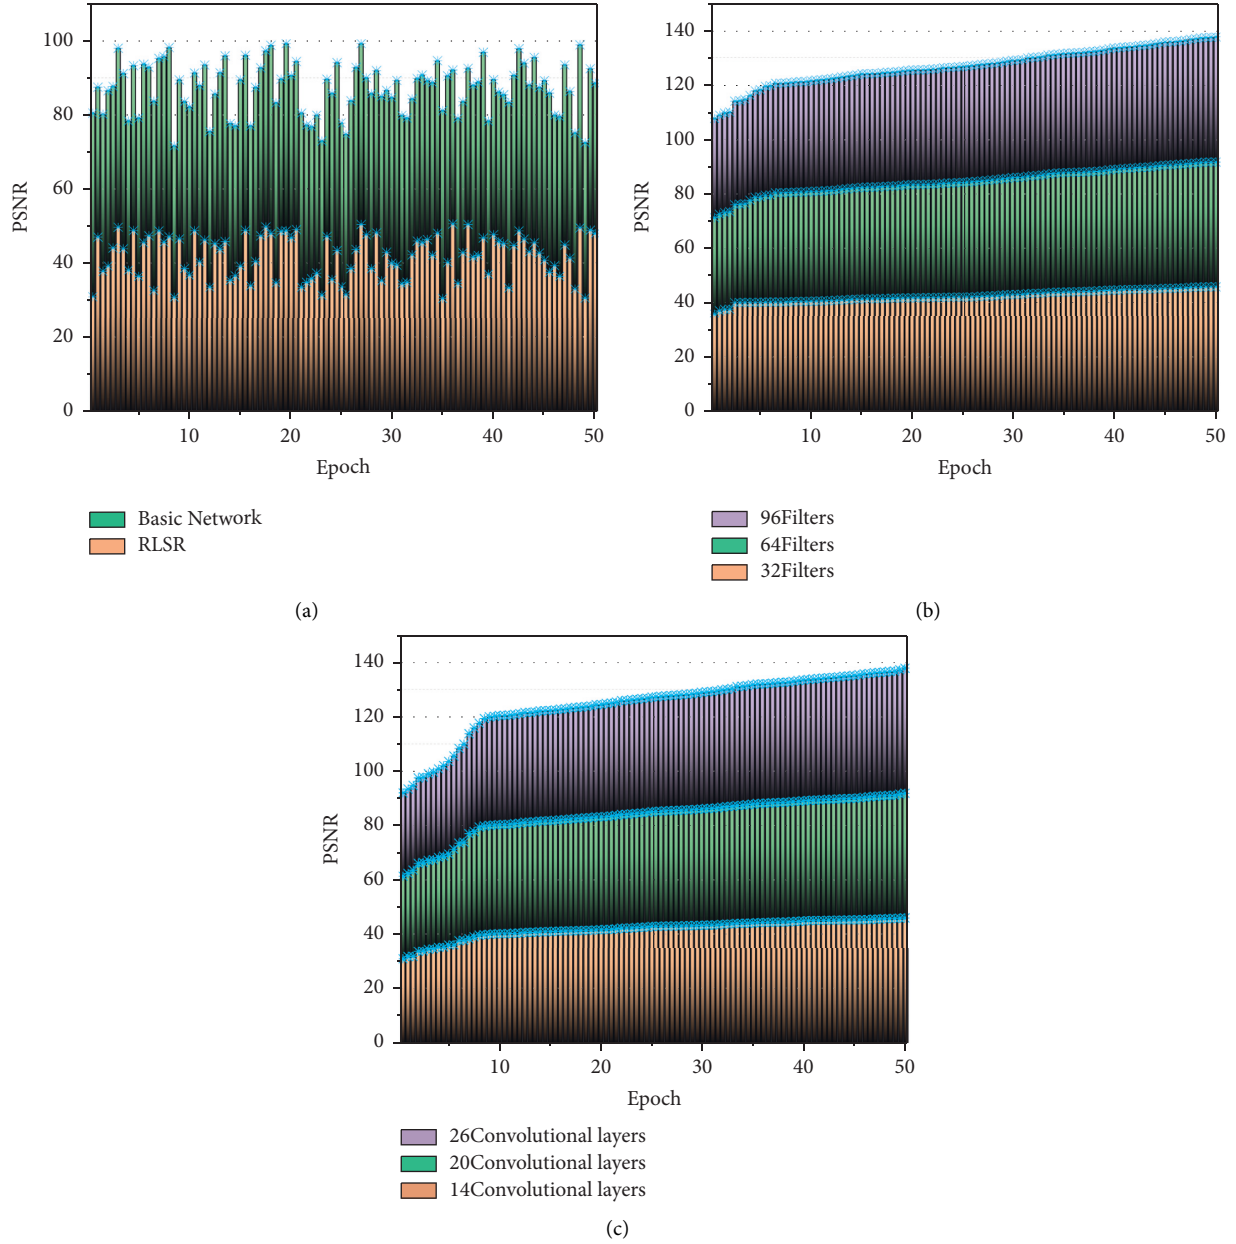 100
80
60
40
20
0
PSNR
10 20 30 40 50
Epoch
Basic Network
RLSR
(a)
140
120
100
80
60
40
20
0
PSNR
10 20 30 40 50
Epoch
96Filters
64Filters
32Filters
(b)
140
120
100
80
60
40
20
0
PSNR
10 20 30 40 50
Epoch
26Convolutional layers
20Convolutional layers
14Convolutional layers
(c)